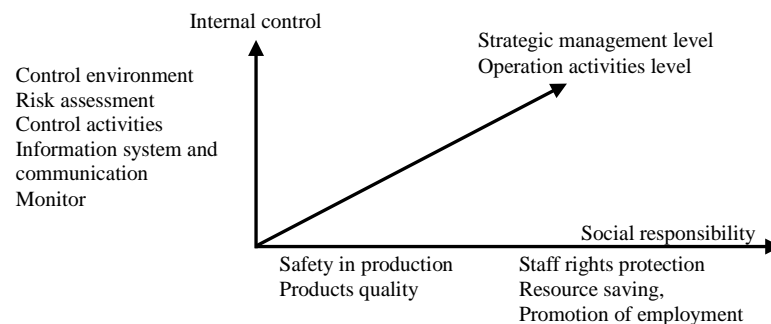 Internal control
Strategic management level
Operation activities level
Control environment
Risk assessment
Control activities
Information system and
communication
Monitor
Social responsibility
Safety in production
Products quality
Staff rights protection
Resource saving,
Promotion of employment